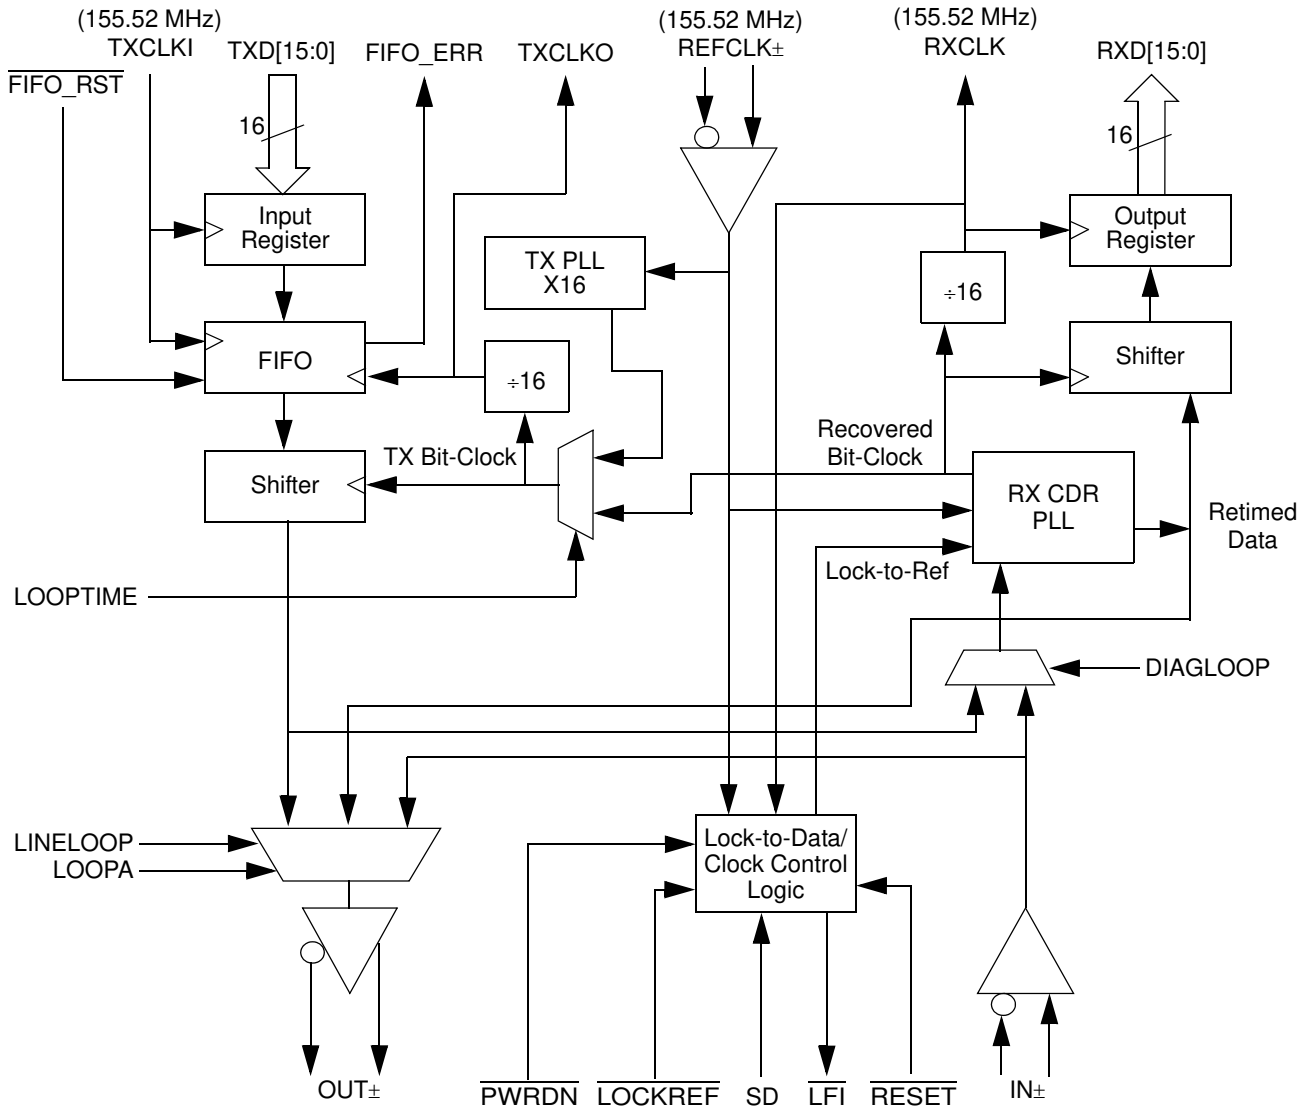 (155.52 MHz)
TXCLKI
TXD[15:0]
FIFO_ERR
TXCLKO
(155.52 MHz)
REFCLK±
(155.52 MHz)
RXCLK
RXD[15:0]
FIFO_RST
16
16
Input
Register
TX PLL
X16
Output
Register
÷16
FIFO
÷16
Shifter
TX Bit-Clock
Recovered
Bit-Clock
Shifter
RX CDR
PLL
Retimed
Data
Lock-to-Ref
LOOPTIME
DIAGLOOP
LINELOOP
LOOPA
Lock-to-Data/
Clock Control
Logic
OUT±
PWRDN
LOCKREF
SD
LFI
RESET
IN±